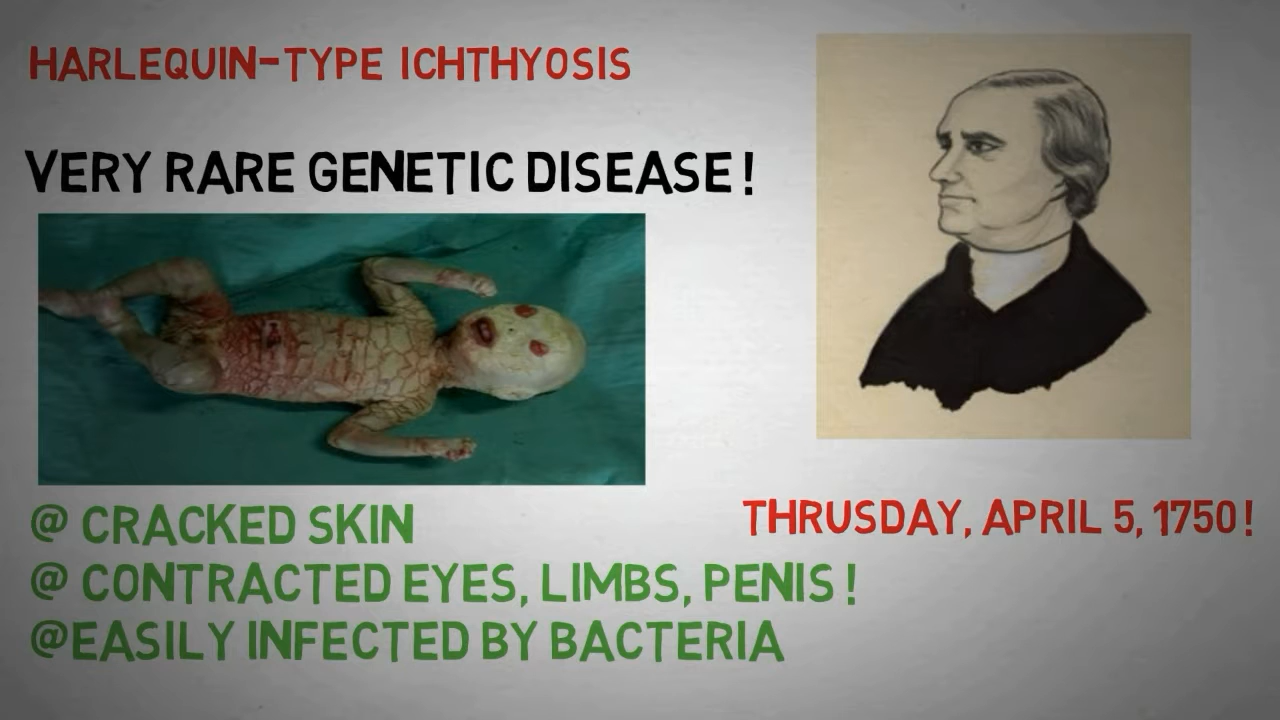 HARLEQUIN-TYPE ICHTHYOSIS
VERY RARE GENETIC DISEASE!
@ CRACKED SKIN
@ CONTRACTED EYES, LIMBS, PENIS!
@EASILY INFECTED BY BACTERIA
THRUSDAY, APRIL 5, 1750!